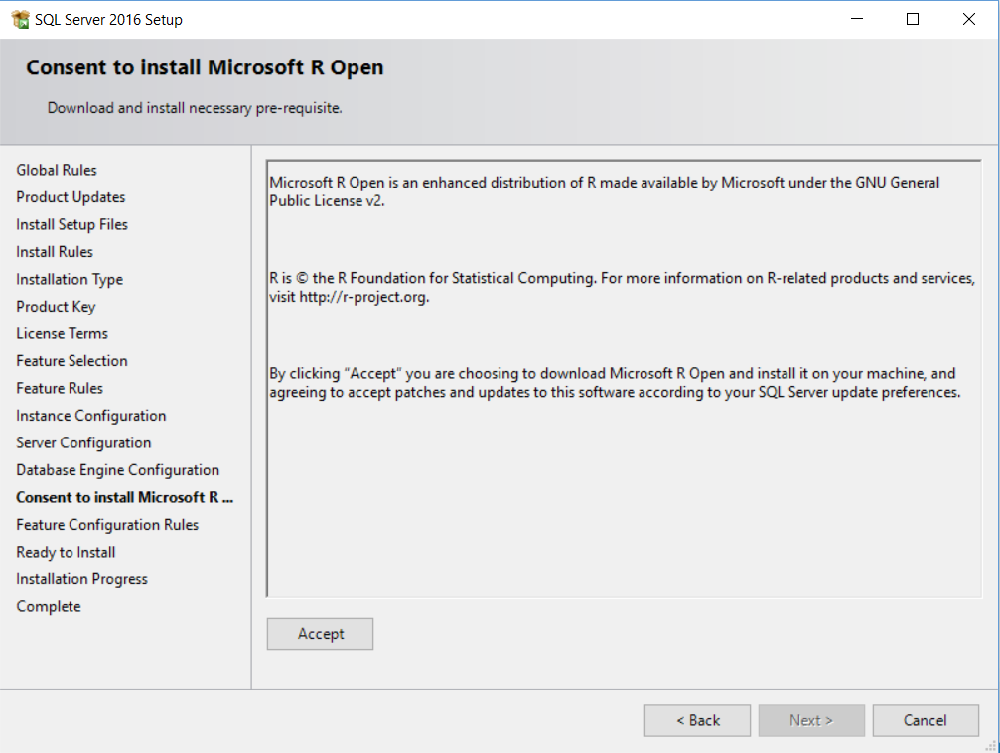 SQL Server 2016 Setup
Consent to install Microsoft R Open
Download and install necessary pre-requisite.
Global Rules
Product Updates
Install Setup Files
Install Rules
Installation Type
Product Key
License Terms
Feature Selection
Feature Rules
Instance Configuration
Server Configuration
Database Engine Configuration
Consent to install Microsoft R ...
Feature Configuration Rules
Ready to Install
Installation Progress
Complete
Microsoft R Open is an enhanced distribution of R made available by Microsoft under the GNU General
Public License v2.
R is © the R Foundation for Statistical Computing. For more information on R-related products and services,
visit http://r-project.org.
By clicking “Accept” you are choosing to download Microsoft R Open and install it on your machine, and
agreeing to accept patches and updates to this software according to your SQL Server update preferences.
Accept
< Back
Next >
Cancel